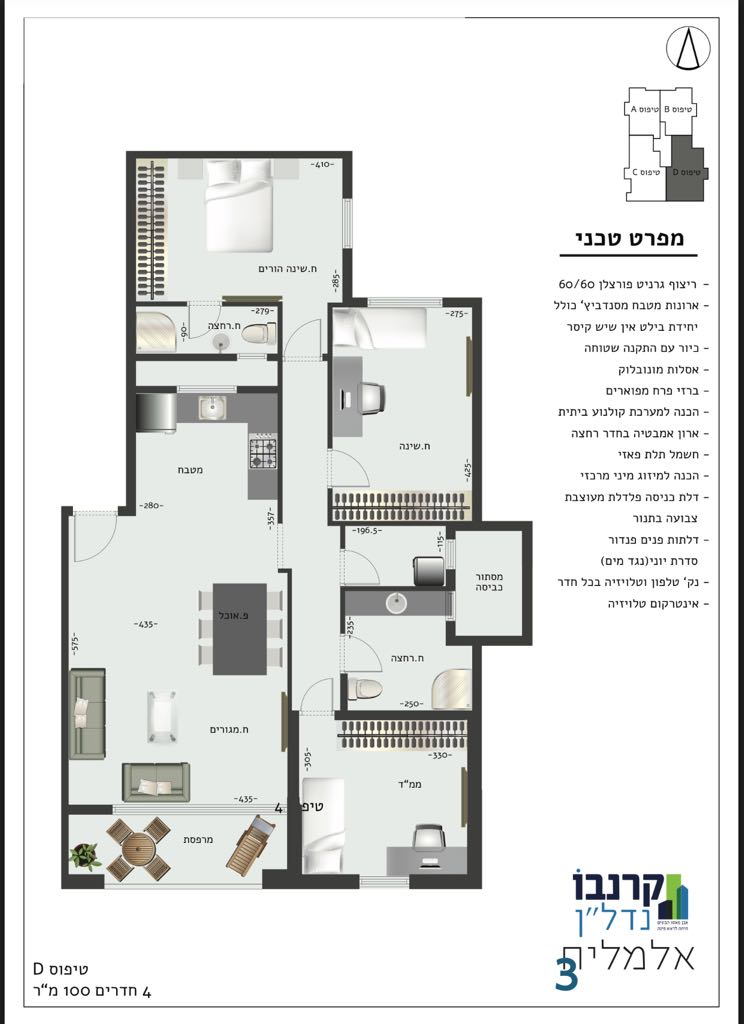 טיפוס A
טיפוס B
טיפוס C
טיפוס D
מפרט טכני
- ריצוף גרניט פורצלן 60/60
- ארונות מטבח מסנדביץ' כולל
יחידת בילט אין שיש קיסר
- כיור עם התקנה שטוחה
- אסלות מונובלוק
- ברזי פרח מפוארים
- הכנה למערכת קולנוע ביתית
- ארון אמבטיה בחדר רחצה
- חשמל תלת פאזי
- הכנה למיזוג מיני מרכזי
- דלת כניסה פלדלת מעוצבת
צבועה בתנור
- דלתות פנים פנדור
סדרת יוני(נגד מים)
- נק' טלפון וטלויזיה בכל חדר
- אינטרקום טלויזיה
-410-
ח.שינה הורים
-285-
-279-
ח.רחצה
-90-
-275-
ח.שינה
-425-
מטבח
-280-
-357-
-196.5-
-115-
מסתור
כביסה
פ.אוכל
-435-
-575-
-235-
ח.רחצה
-250-
ח.מגורים
-435-
-305-
-330-
ממ"ד
4
מרפסת
קרנבו
נדל"ן
3
טיפוס D
4 חדרים 100 מ"ר